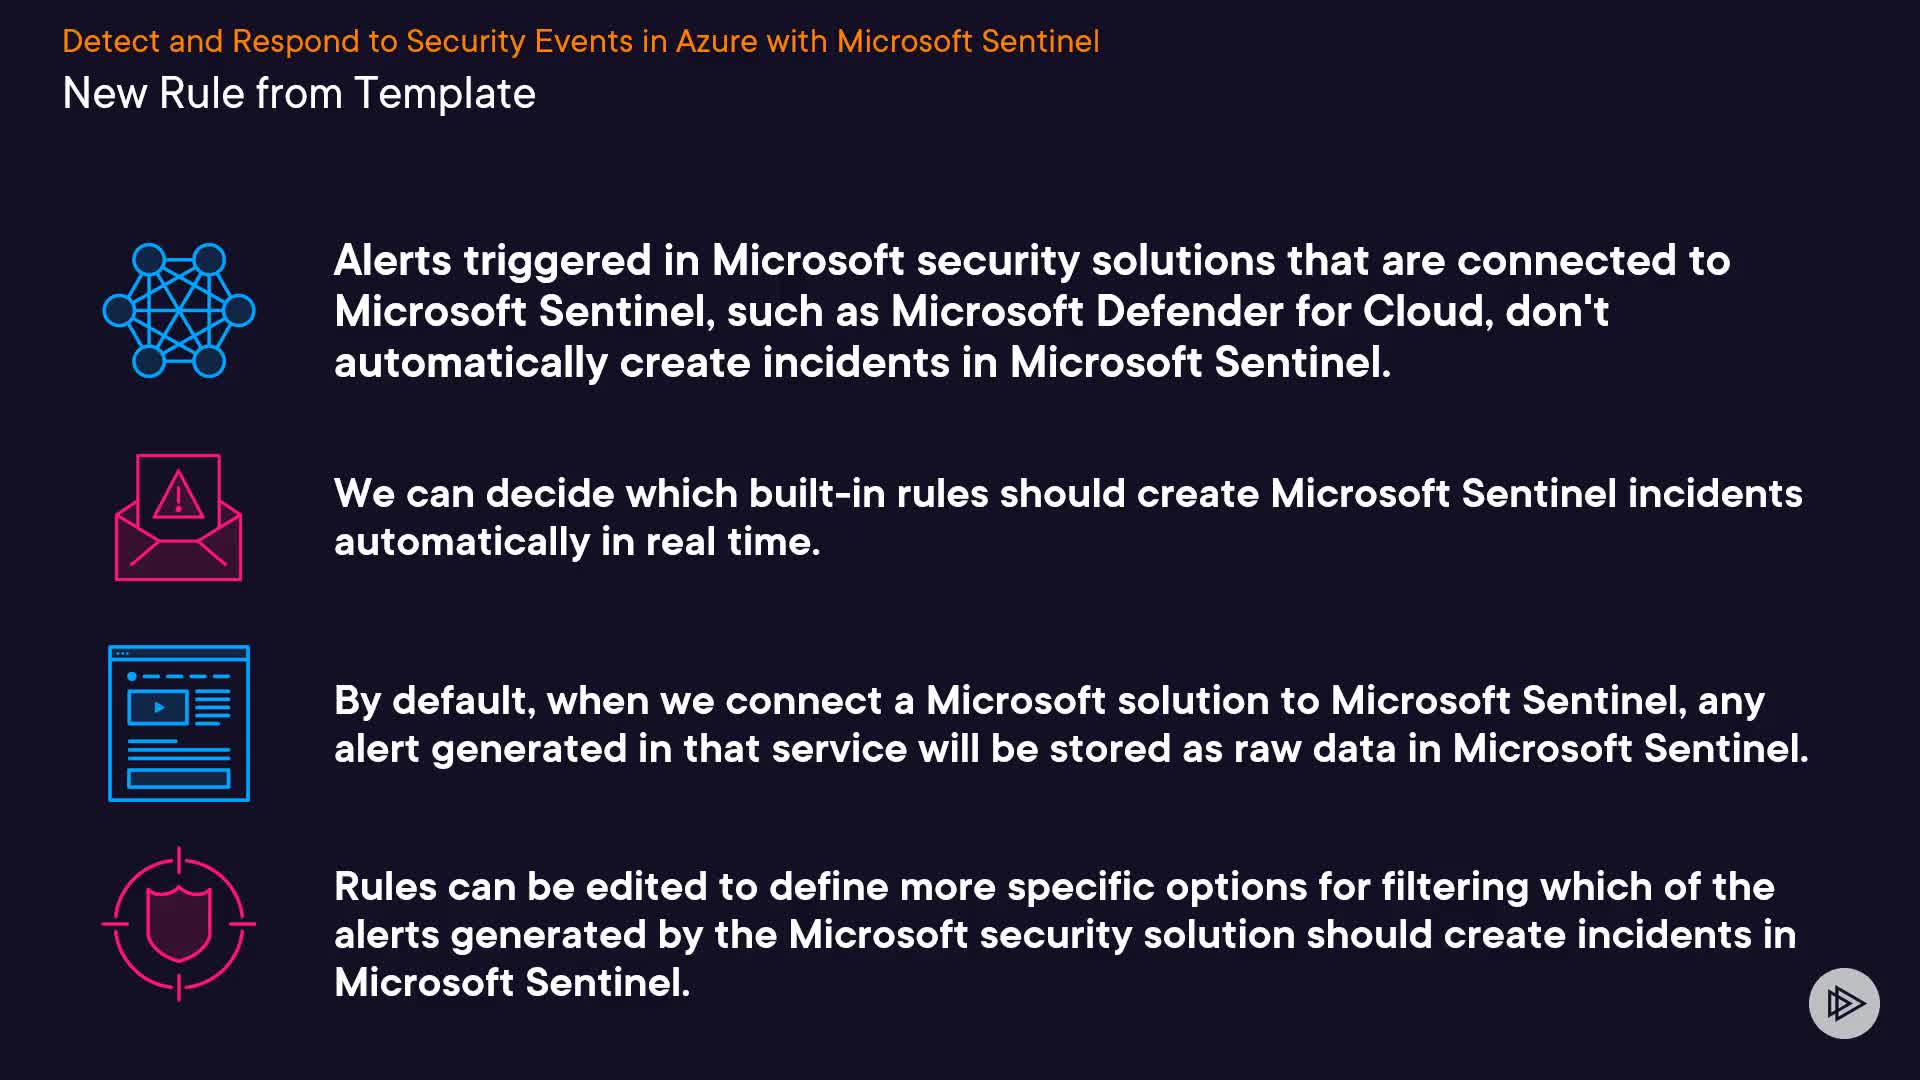 Detect and Respond to Security Events in Azure with Microsoft Sentinel
New Rule from Template
Alerts triggered in Microsoft security solutions that are connected to
Microsoft Sentinel, such as Microsoft Defender for Cloud, don't
automatically create incidents in Microsoft Sentinel.
We can decide which built-in rules should create Microsoft Sentinel incidents
automatically in real time.
By default, when we connect a Microsoft solution to Microsoft Sentinel, any
alert generated in that service will be stored as raw data in Microsoft Sentinel.
Rules can be edited to define more specific options for filtering which of the
alerts generated by the Microsoft security solution should create incidents in
Microsoft Sentinel.